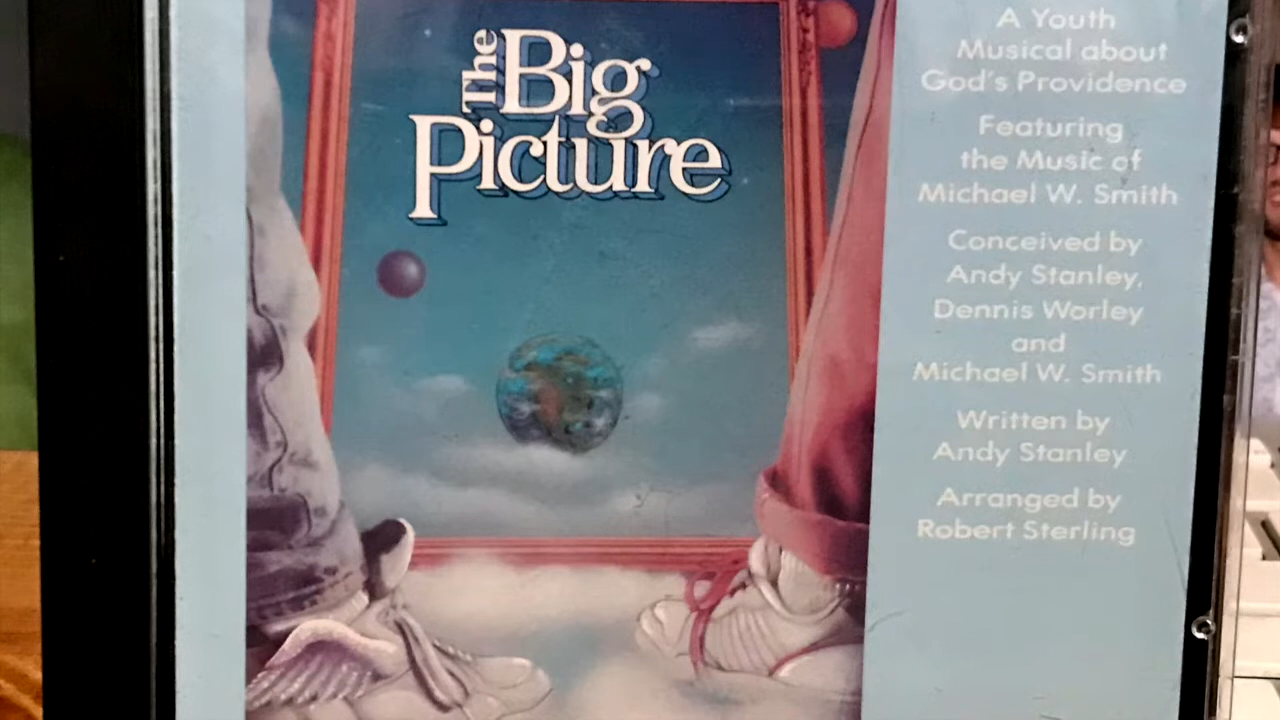 The Big
Picture
A Youth
Musical about
God's Providence
Featuring
the Music of
Michael W. Smith
Conceived by
Andy Stanley,
Dennis Worley
and
Michael W. Smith
Written by
Andy Stanley
Arranged by
Robert Sterling